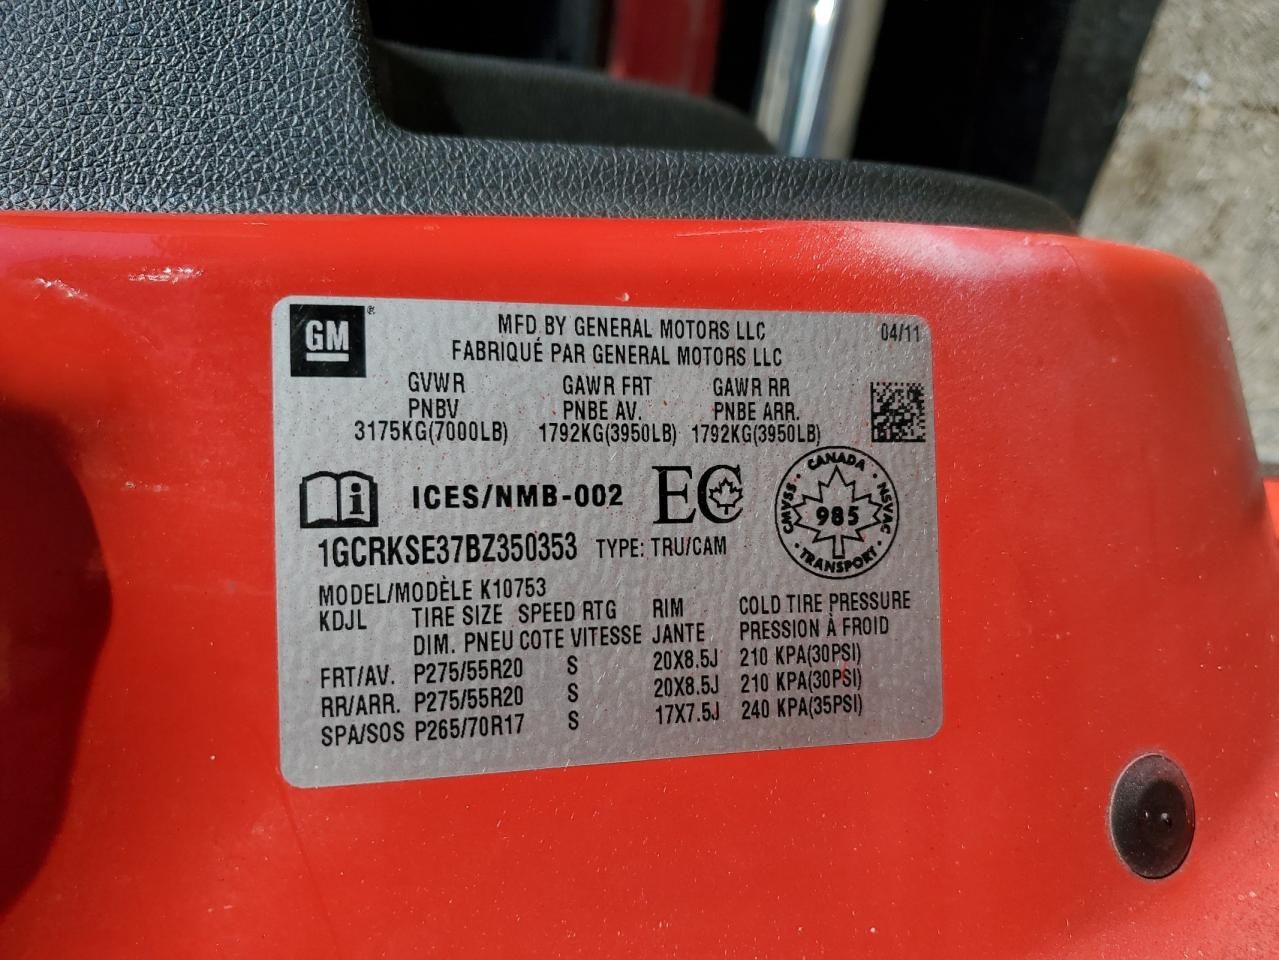 GM ®
MFD BY GENERAL MOTORS LLC 04/11
FABRIQUÉ PAR GENERAL MOTORS LLC
GVWR GAWR FRT GAWR RR
PNBV PNBE AV. PNBE ARR.
3175KG(7000LB) 1792KG(3950LB) 1792KG(3950LB)
ICES/NMB-002 EC
CANADA
CMVSS 985 NSVAC
TRANSPORT
1GCRKSE37BZ350353 TYPE: TRU/CAM
MODEL/MODÈLE K10753
KDJL TIRE SIZE SPEED RTG RIM COLD TIRE PRESSURE
DIM. PNEU COTE VITESSE JANTE PRESSION À FROID
FRT/AV. P275/55R20 S 20X8.5J 210 KPA(30PSI)
RR/ARR. P275/55R20 S 20X8.5J 210 KPA(30PSI)
SPA/SOS P265/70R17 S 17X7.5J 240 KPA(35PSI)